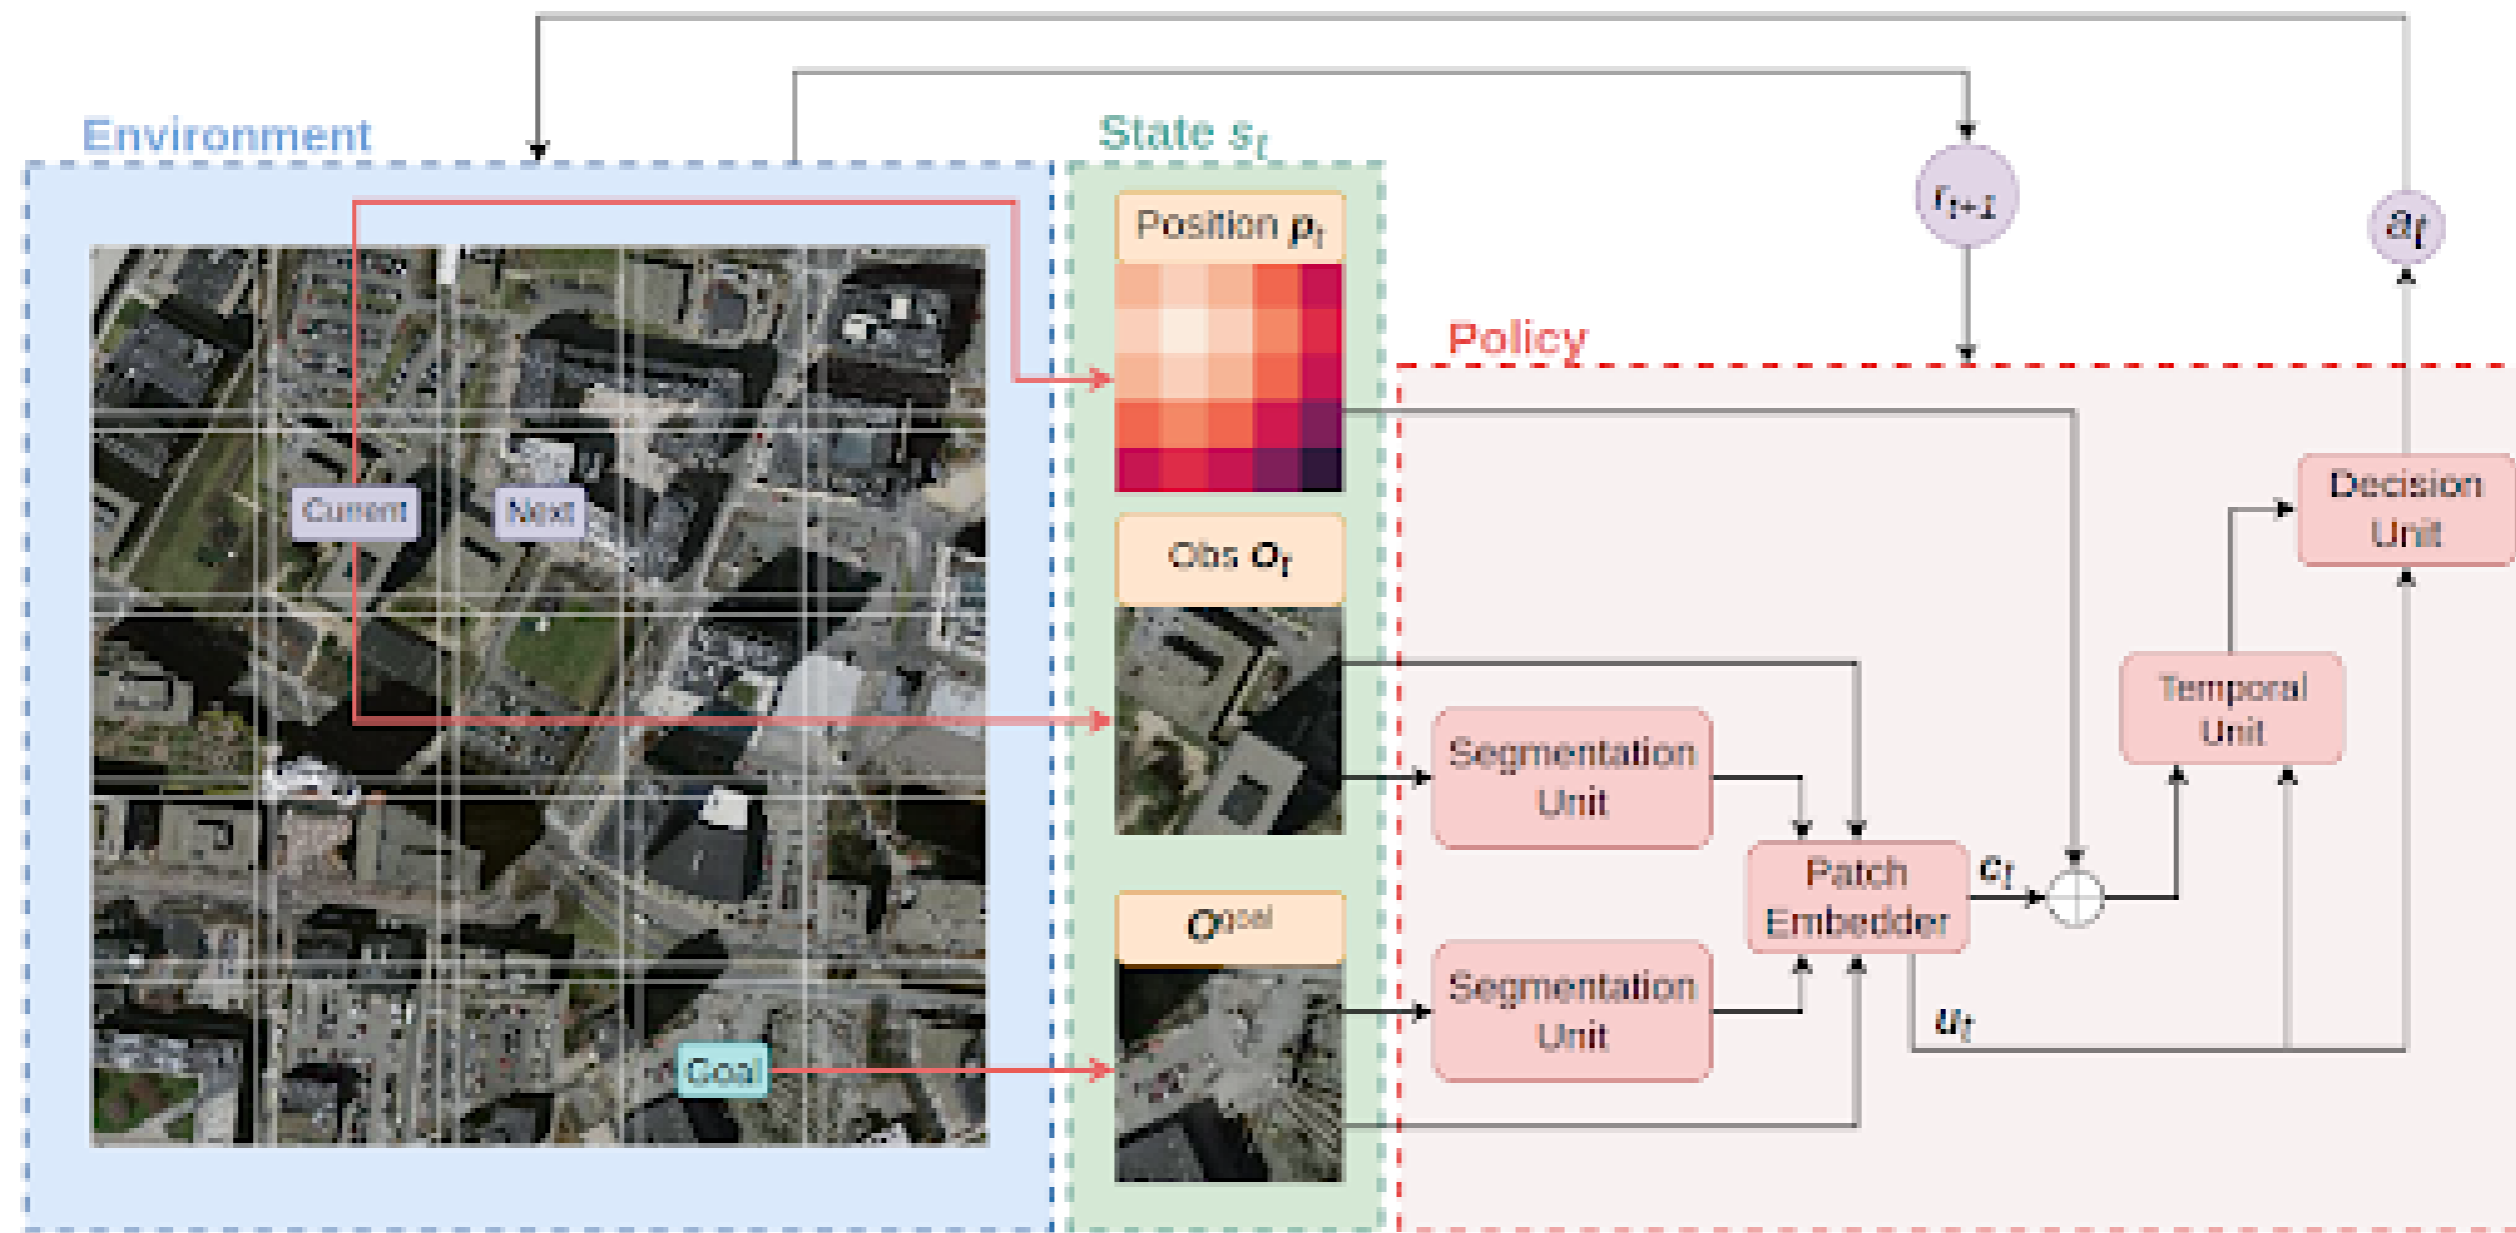 Environment
State s_t
Position p_t
r_{t+1}
a_t
Policy
Current
Next
Obs o_t
Decision
Unit
Temporal
Unit
Segmentation
Unit
Patch
Embedder
c_t
o^{goal}
Segmentation
Unit
u_t
Goal